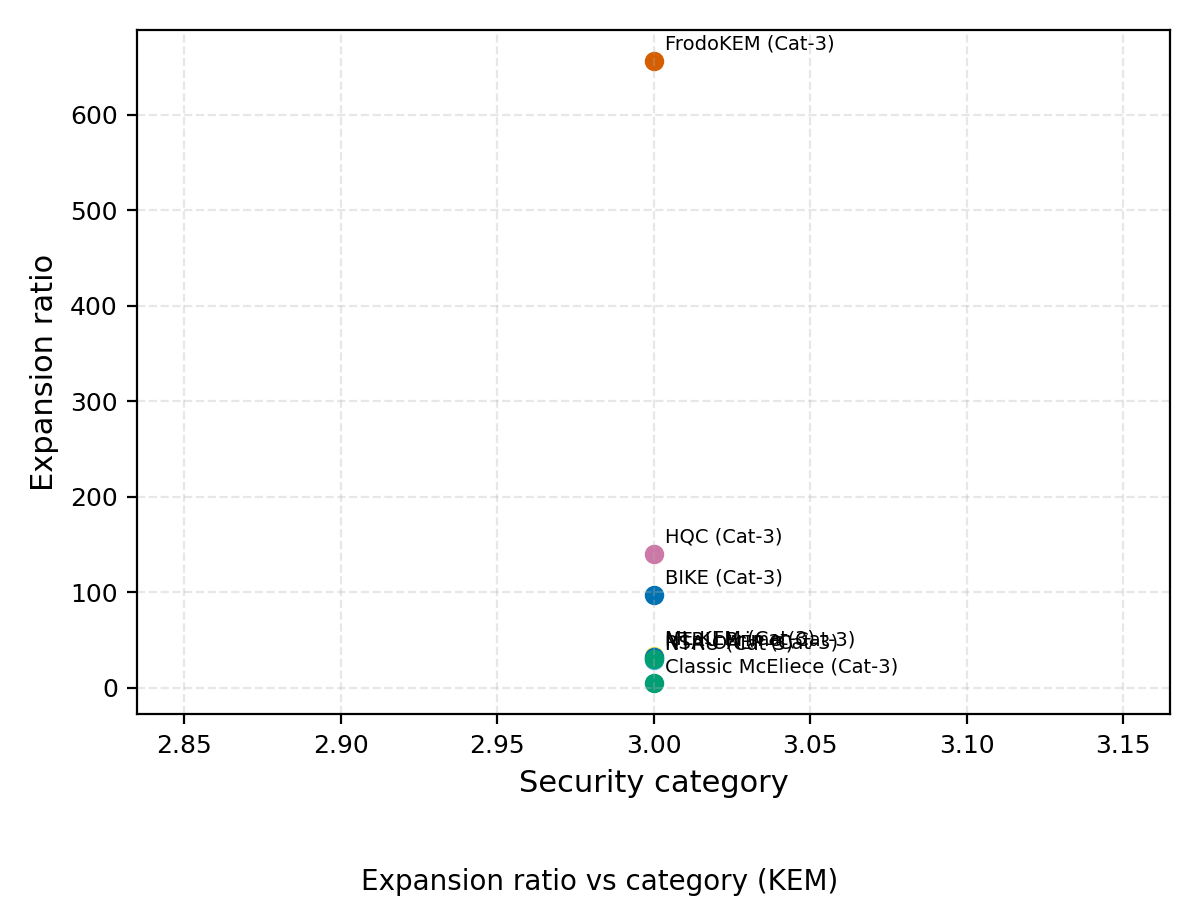 FrodoKEM (Cat-3)
600
500
400
300
200
100
0
Expansion ratio
HQC (Cat-3)
BIKE (Cat-3)
Classic McEliece (Cat-3)
2.85 2.90 2.95 3.00 3.05 3.10 3.15
Security category
Expansion ratio vs category (KEM)